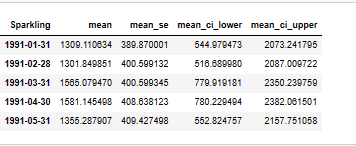 Sparkling mean mean_se mean_ci_lower mean_ci_upper
1991-01-31 1309.110634 389.870001 544.979473 2073.241795
1991-02-28 1301.849851 400.599132 516.689980 2087.009722
1991-03-31 1565.079470 400.599345 779.919181 2350.239759
1991-04-30 1581.145498 408.638123 780.229494 2382.061501
1991-05-31 1355.287907 409.427498 552.824757 2157.751058